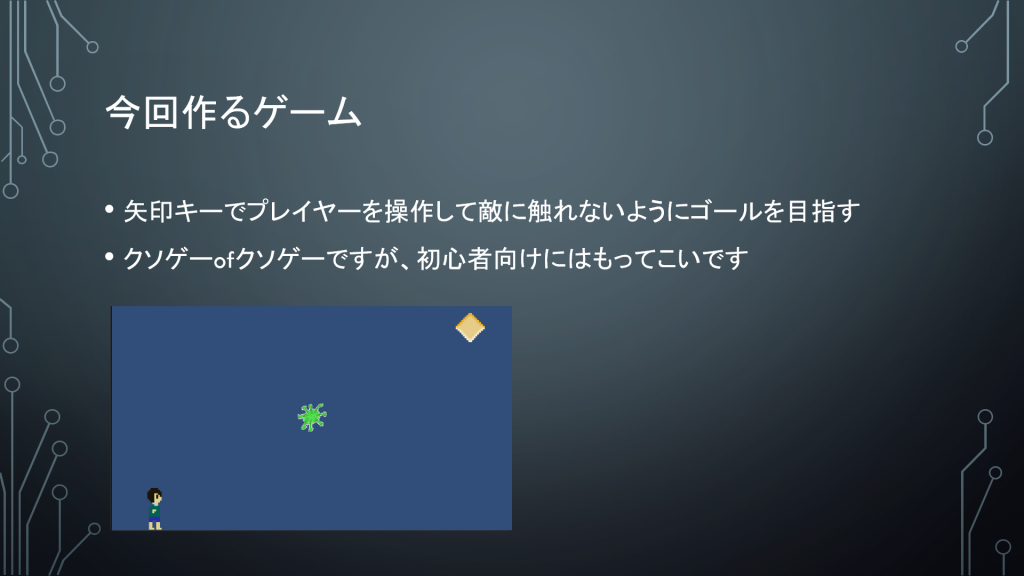 今回作るゲーム
• 矢印キーでプレイヤーを操作して敵に触れないようにゴールを目指す
• クソゲーofクソゲーですが、初心者向けにはもってこいです